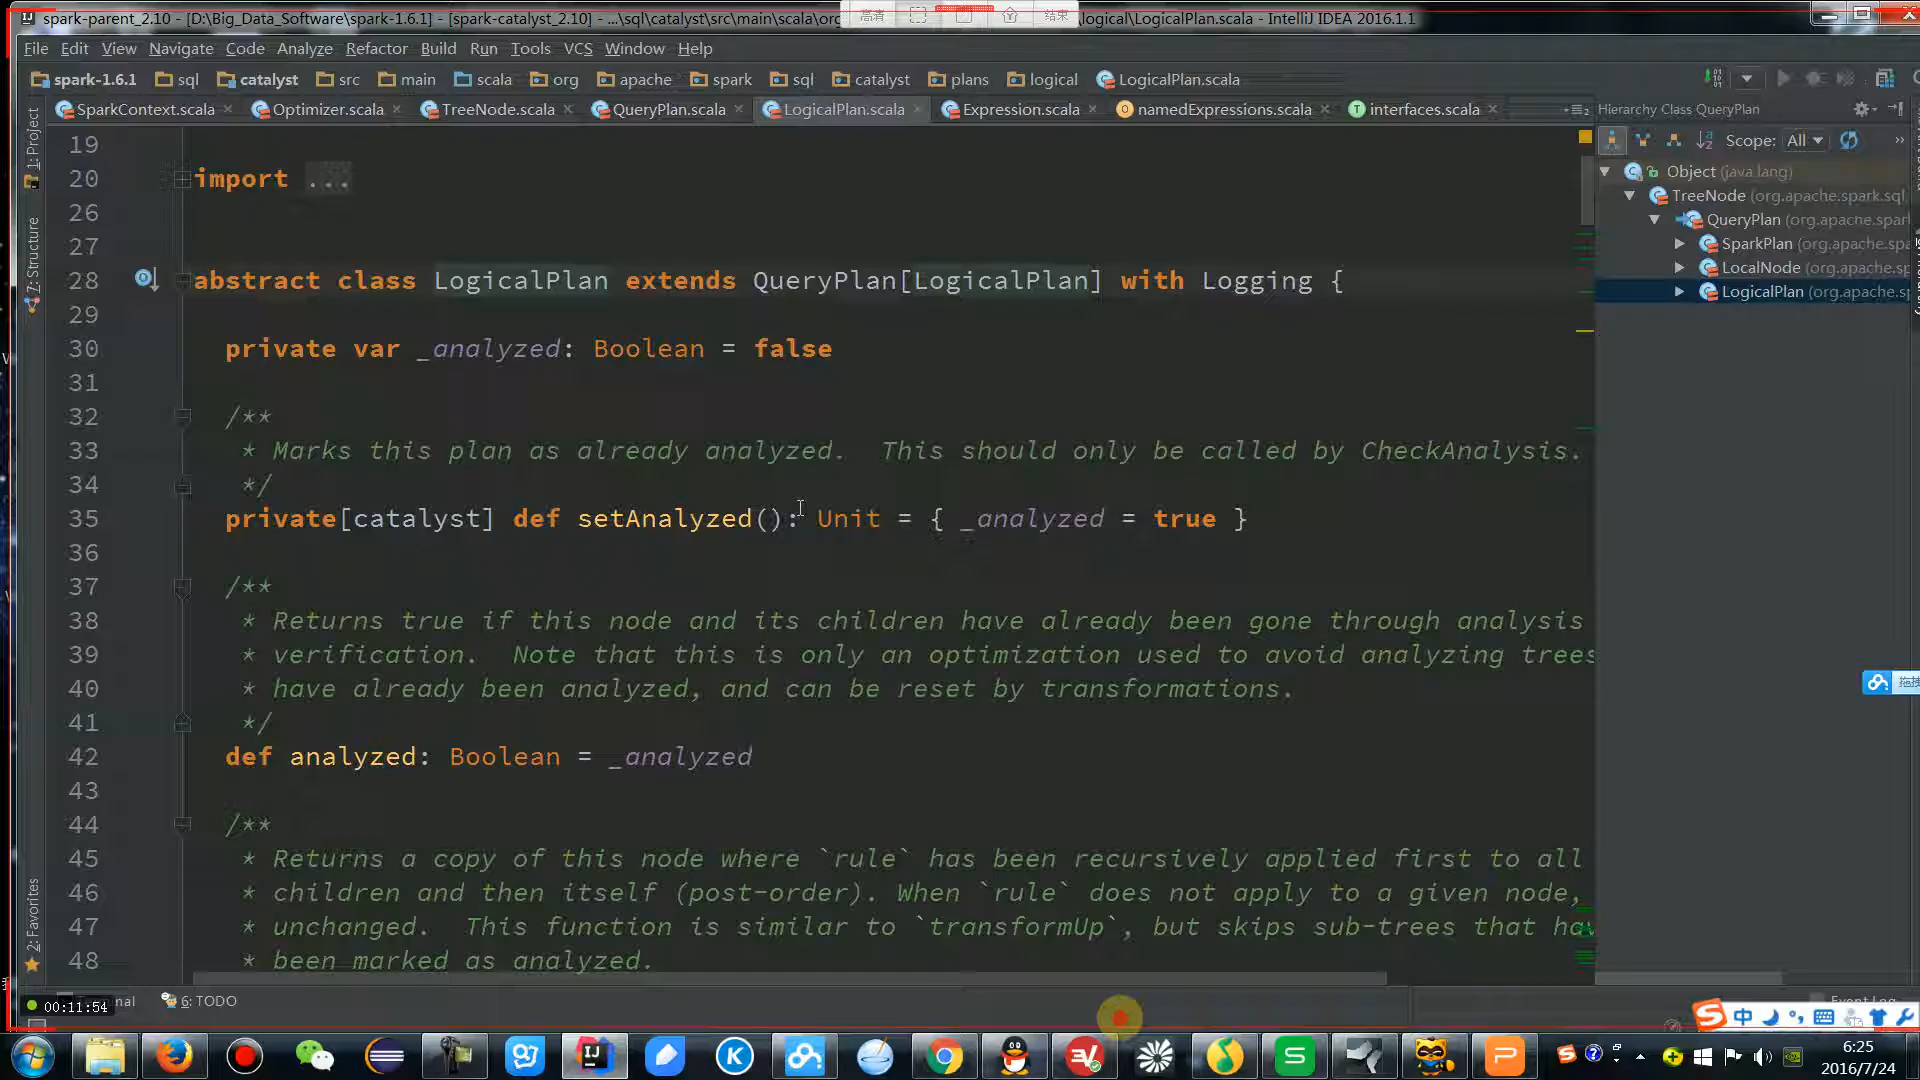 spark-parent_2.10 - [D:\Big_Data_Software\spark-1.6.1] - [spark-catalyst_2.10] - ...\sql\catalyst\src\main\scala\org
高清
结束
\logical\LogicalPlan.scala - IntelliJ IDEA 2016.1.1
File Edit View Navigate Code Analyze Refactor Build Run Tools VCS Window Help
spark-1.6.1 sql catalyst src main scala org apache spark sql catalyst plans logical LogicalPlan.scala
SparkContext.scala Optimizer.scala TreeNode.scala QueryPlan.scala LogicalPlan.scala Expression.scala namedExpressions.scala interfaces.scala
Hierarchy Class QueryPlan
Scope: All
Object (java.lang)
TreeNode (org.apache.spark.sql
QueryPlan (org.apache.spar
SparkPlan (org.apache.spa
LocalNode (org.apache.sp
LogicalPlan (org.apache.sp
1: Project
7: Structure
2: Favorites
19
20 import ...
26
27
28 abstract class LogicalPlan extends QueryPlan[LogicalPlan] with Logging {
29
30 private var _analyzed: Boolean = false
31
32 /**
33 * Marks this plan as already analyzed.  This should only be called by CheckAnalysis.
34 */
35 private[catalyst] def setAnalyzed(): Unit = { _analyzed = true }
36
37 /**
38 * Returns true if this node and its children have already been gone through analysis
39 * verification.  Note that this is only an optimization used to avoid analyzing trees
40 * have already been analyzed, and can be reset by transformations.
41 */
42 def analyzed: Boolean = _analyzed
43
44 /**
45 * Returns a copy of this node where `rule` has been recursively applied first to all
46 * children and then itself (post-order). When `rule` does not apply to a given node,
47 * unchanged.  This function is similar to `transformUp`, but skips sub-trees that hav
48 * been marked as analyzed.
00:11:54
6: TODO
Event Log
中
6:25
2016/7/24